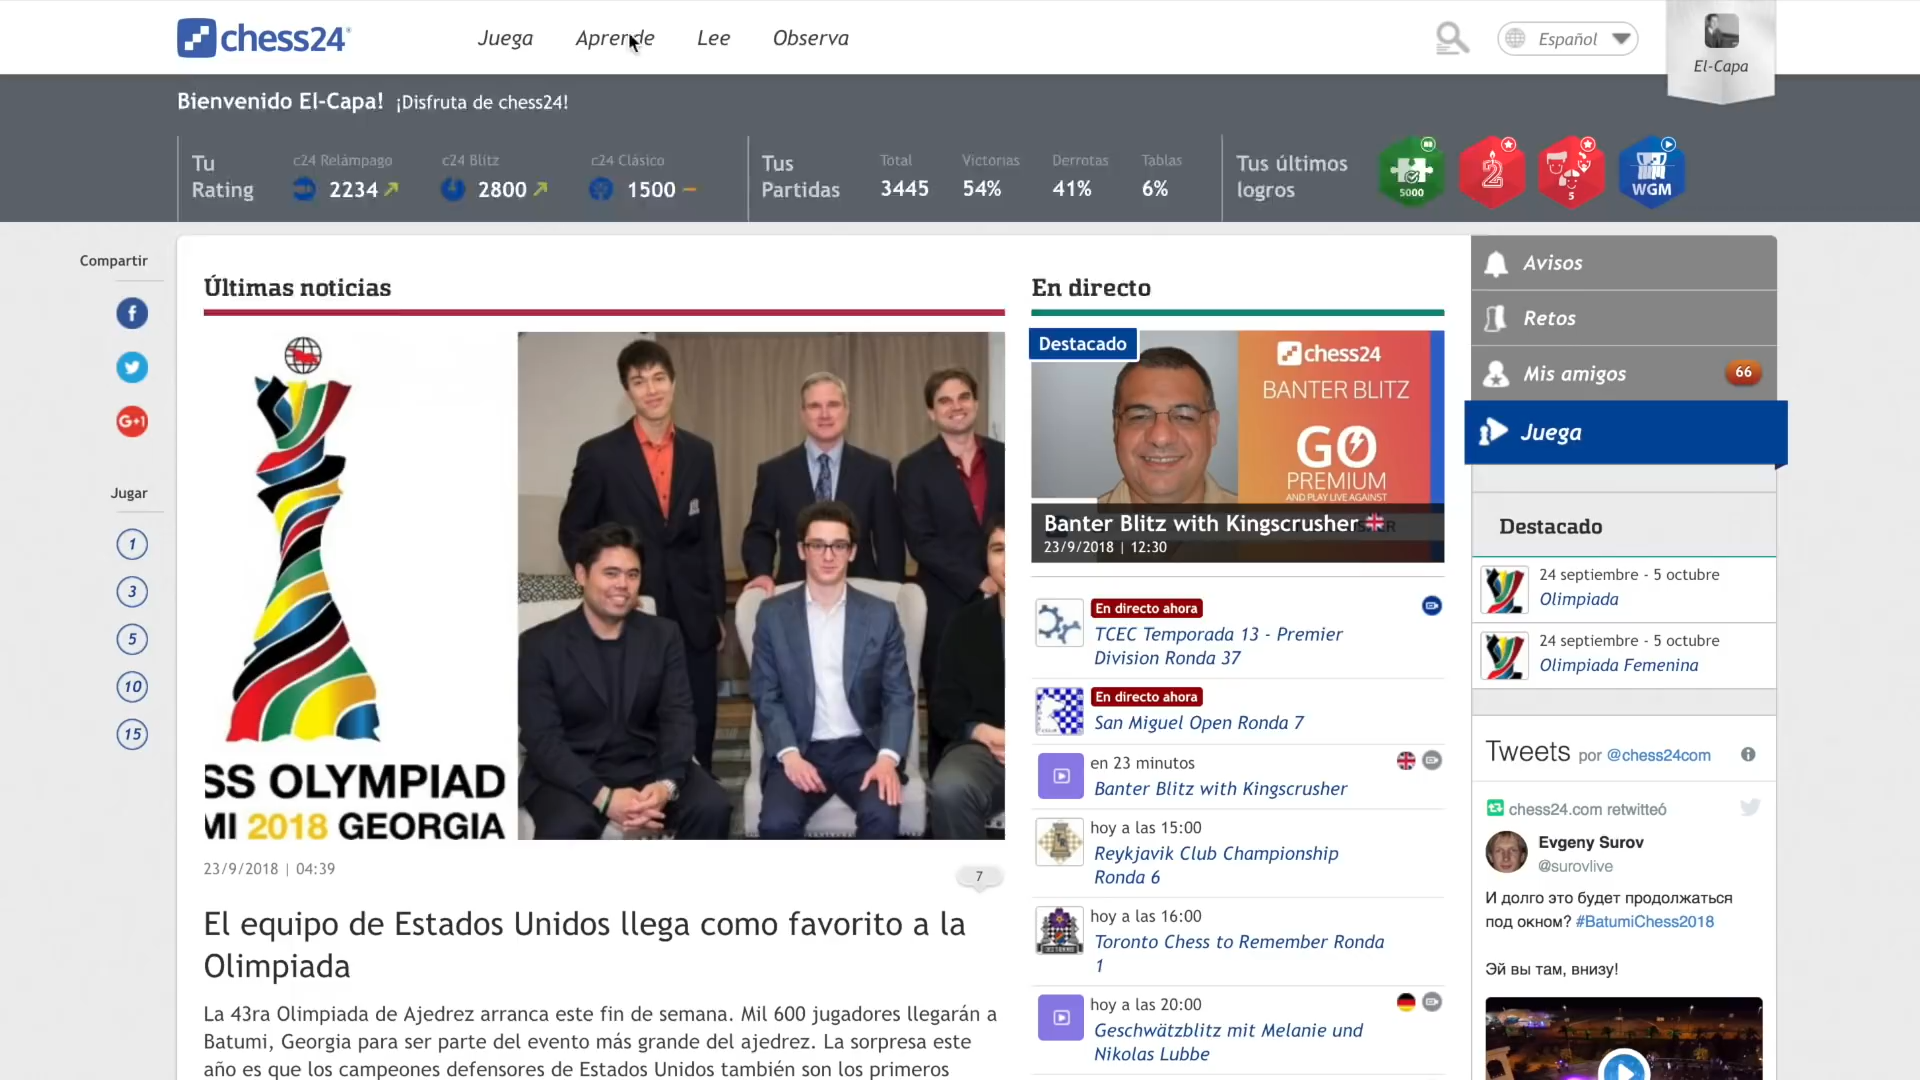 chess24
Juega
Aprende
Lee
Observa
Español
El-Capa
Bienvenido El-Capa! ¡Disfruta de chess24!
Tu
Rating
c24 Relámpago
2234
c24 Blitz
2800
c24 Clásico
1500
Tus
Partidas
Total
3445
Victorias
54%
Derrotas
41%
Tablas
6%
Tus últimos
logros
5000
2
5
WGM
Compartir
f
G+1
Jugar
1
3
5
10
15
Últimas noticias
SS OLYMPIAD
MI 2018 GEORGIA
23/9/2018 | 04:39
7
El equipo de Estados Unidos llega como favorito a la
Olimpiada
La 43ra Olimpiada de Ajedrez arranca este fin de semana. Mil 600 jugadores llegarán a
Batumi, Georgia para ser parte del evento más grande del ajedrez. La sorpresa este
año es que los campeones defensores de Estados Unidos también son los primeros
En directo
Destacado
chess24
BANTER BLITZ
GO
PREMIUM
AND PLAY LIVE AGAINST
Banter Blitz with Kingscrusher
23/9/2018 | 12:30
En directo ahora
TCEC Temporada 13 - Premier
Division Ronda 37
En directo ahora
San Miguel Open Ronda 7
en 23 minutos
Banter Blitz with Kingscrusher
hoy a las 15:00
Reykjavik Club Championship
Ronda 6
hoy a las 16:00
Toronto Chess to Remember Ronda
1
hoy a las 20:00
Geschwätzblitz mit Melanie und
Nikolas Lubbe
Avisos
Retos
Mis amigos
66
Juega
Destacado
24 septiembre - 5 octubre
Olimpiada
24 septiembre - 5 octubre
Olimpiada Femenina
Tweets por @chess24com
chess24.com retwitteó
Evgeny Surov
@surovlive
И долго это будет продолжаться
под окном? #BatumiChess2018
Эй вы там, внизу!